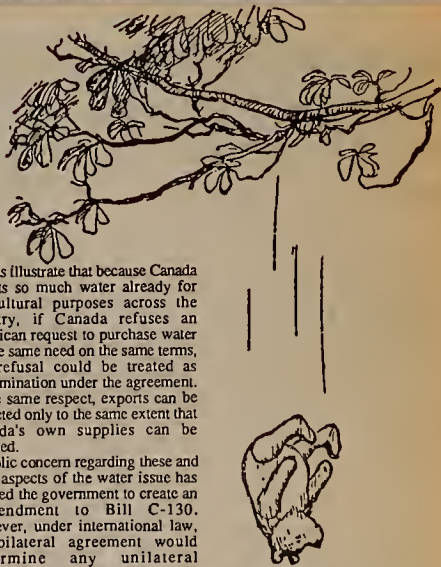 s illustrate that because Canada
ts so much water already for
ultural purposes across the
ry, if Canada refuses an
ican request to purchase water
e same need on the same terms,
refusal could be treated as
mination under the agreement.
same respect, exports can be
ted only to the same extent that
da's own supplies can be
ed.
lic concern regarding these and
aspects of the water issue has
ed the government to create an
endment to Bill C-130.
ever, under international law,
bilateral agreement would
rmine any unilateral